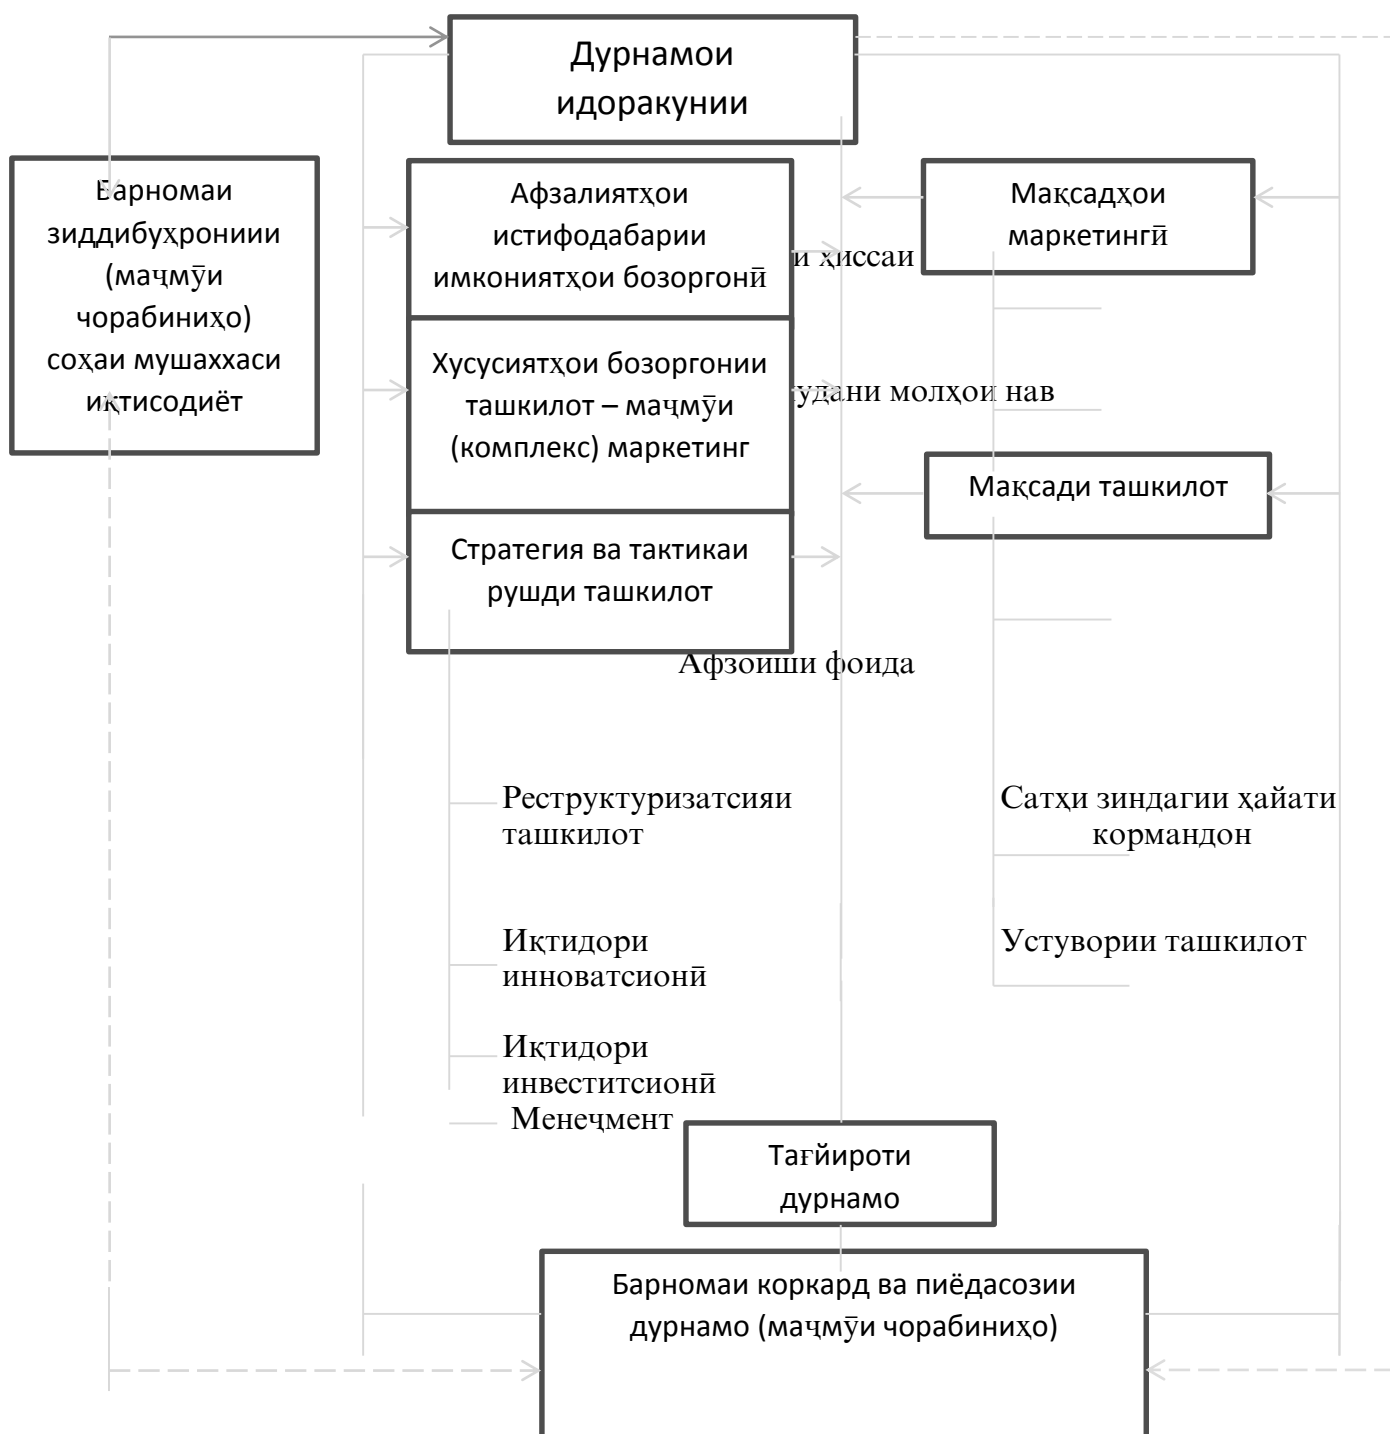 Дурнамои
идоракунии
Барномаи
зиддибуҳрониии
(маҷмӯи
чорабиниҳо)
соҳаи мушаххаси
иқтисодиёт
Афзалиятҳои
истифодабарии
имкониятҳои бозоргонӣ
и ҳиссаи
Мақсадҳои
маркетингӣ
Хусусиятҳои бозоргонии
ташкилот – маҷмӯи
(комплекс) маркетинг
молҳои нав
Мақсади ташкилот
Стратегия ва тактикаи
рушди ташкилот
Афзоиши фоида
Реструктуризатсияи
ташкилот
Сатҳи зиндагии ҳайати
кормандон
Иқтидори
инноватсионӣ
Устувории ташкилот
Иқтидори
инвеститсионӣ
Менеҷмент
Тағйироти
дурнамо
Барномаи коркард ва пиёдасозии
дурнамо (маҷмӯи чорабиниҳо)